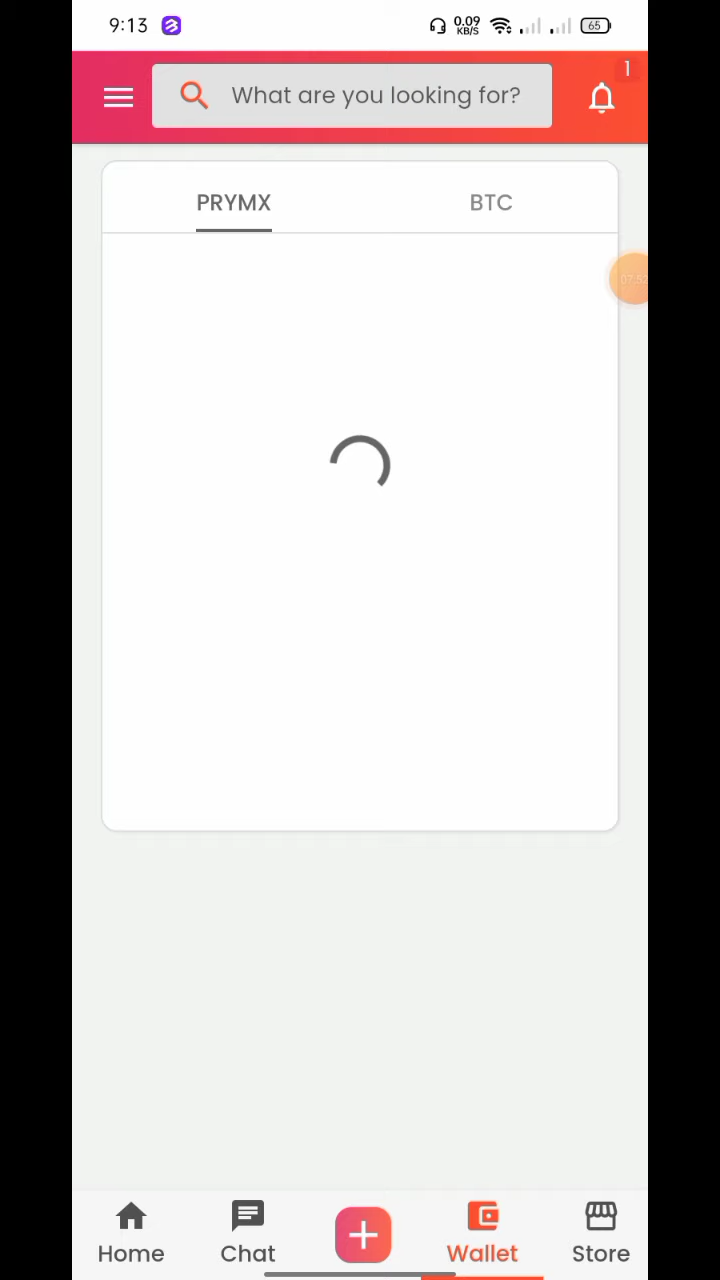 9:13
0.09
KB/S
65
What are you looking for?
1
PRYMX
BTC
Home
Chat
Wallet
Store